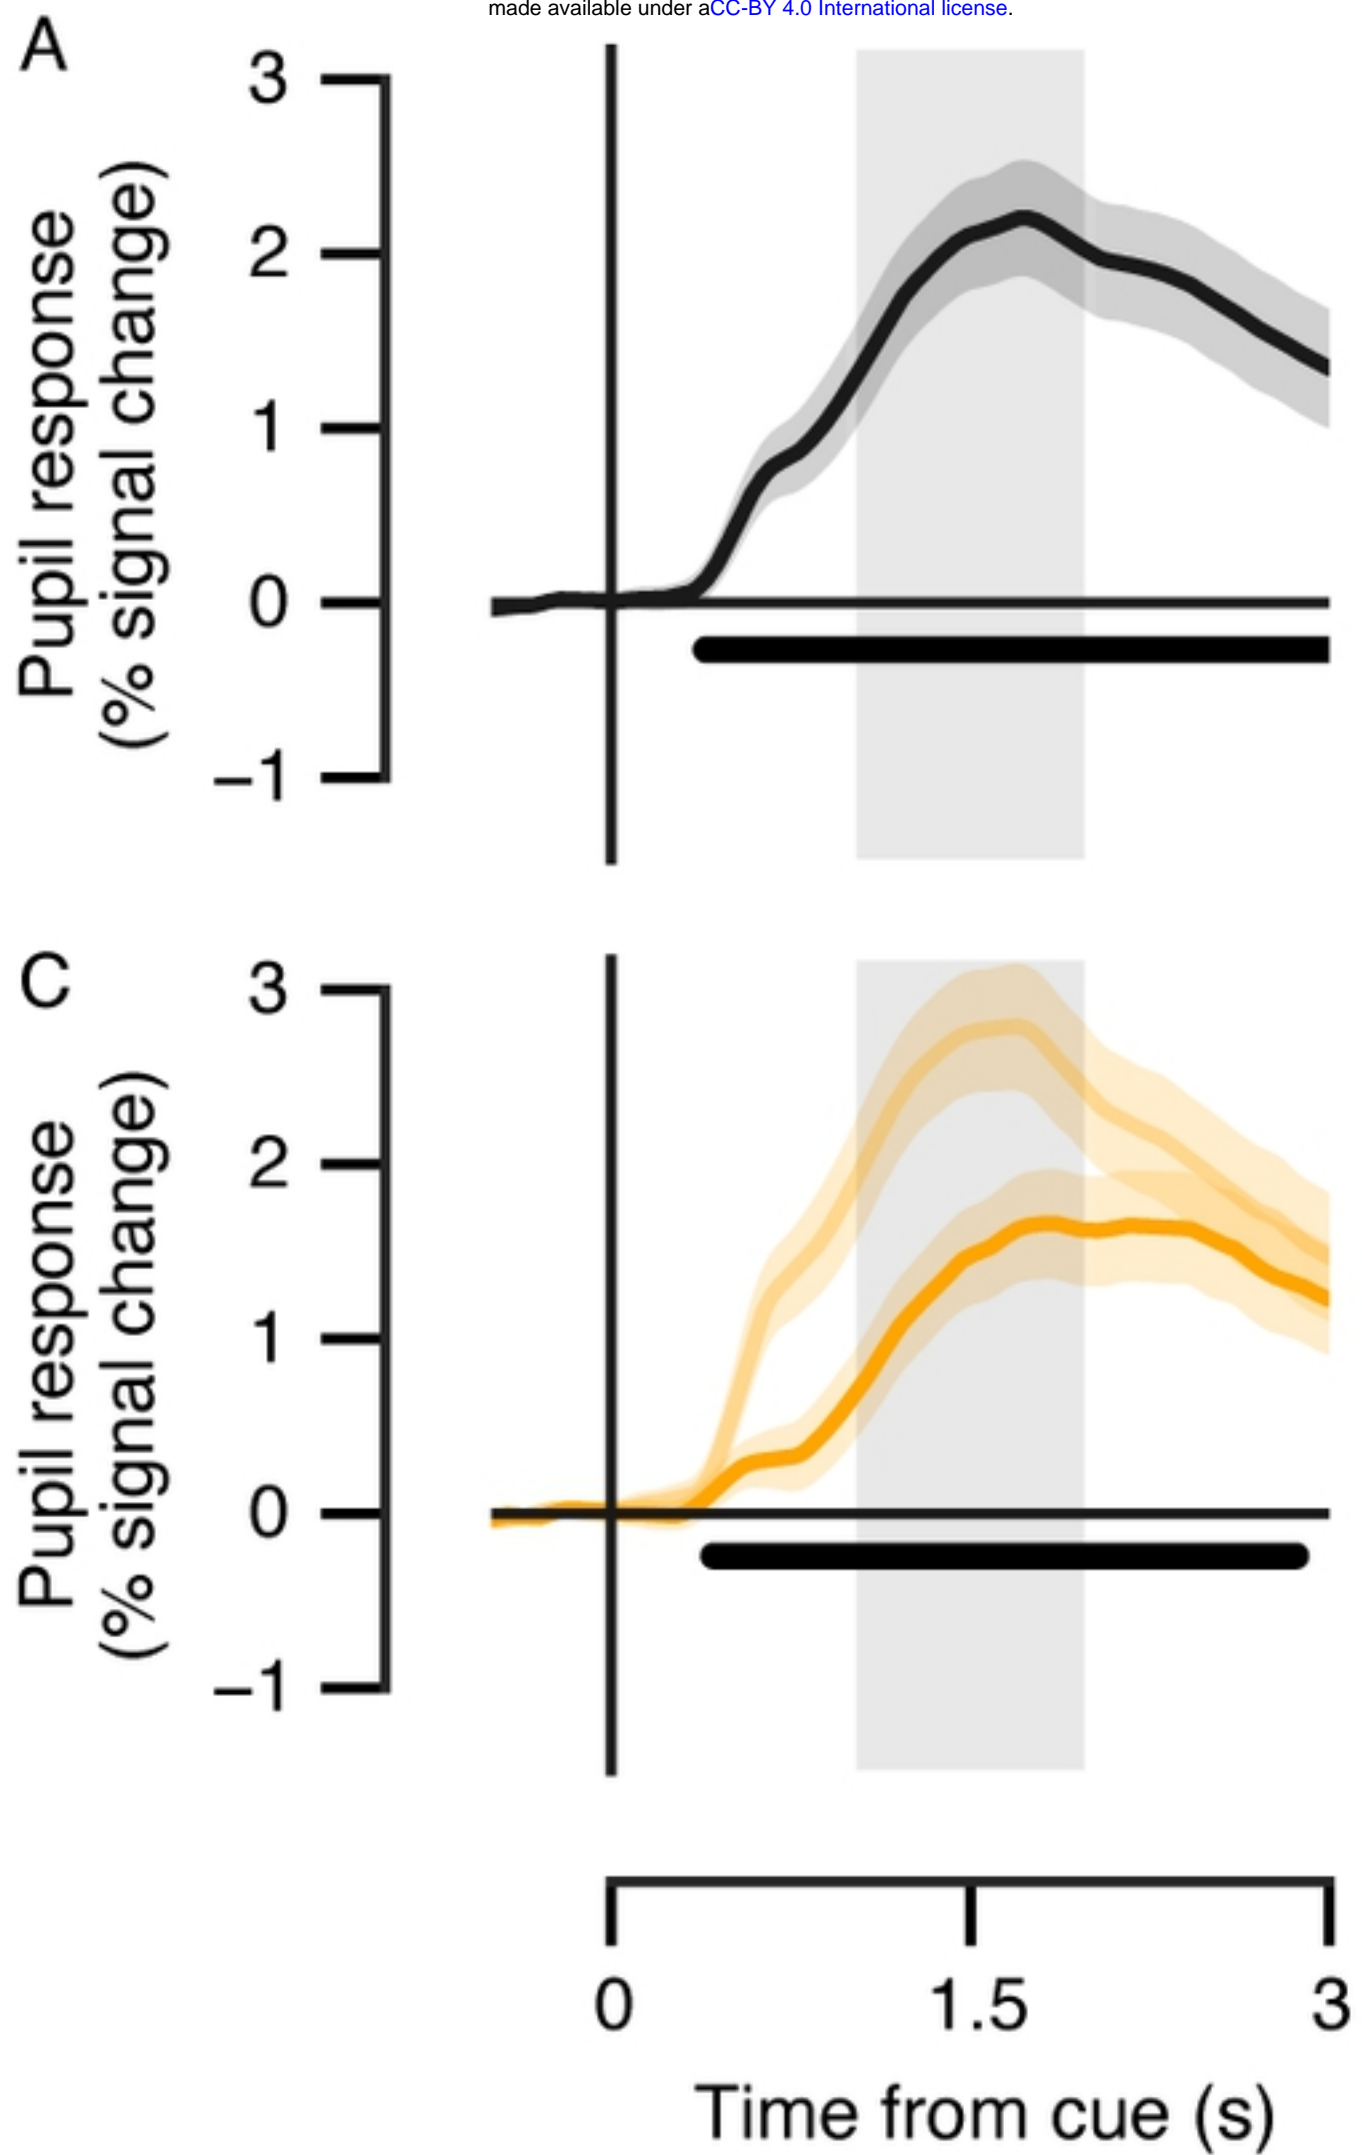 made available under aCC-BY 4.0 International license.
A
3
2
1
0
−1
Pupil response
(% signal change)
C
3
2
1
0
−1
Pupil response
(% signal change)
0 1.5 3
Time from cue (s)